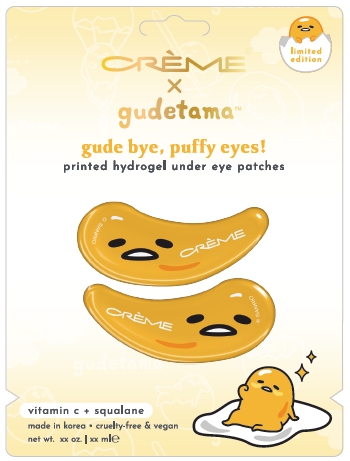 CRÈME
limited
edition
x
gudetama™
gude bye, puffy eyes!
printed hydrogel under eye patches
CRÈME
CRÈME
gudetama
vitamin c + squalane
made in korea • cruelty-free & vegan
net wt. xx oz. | xx ml℮